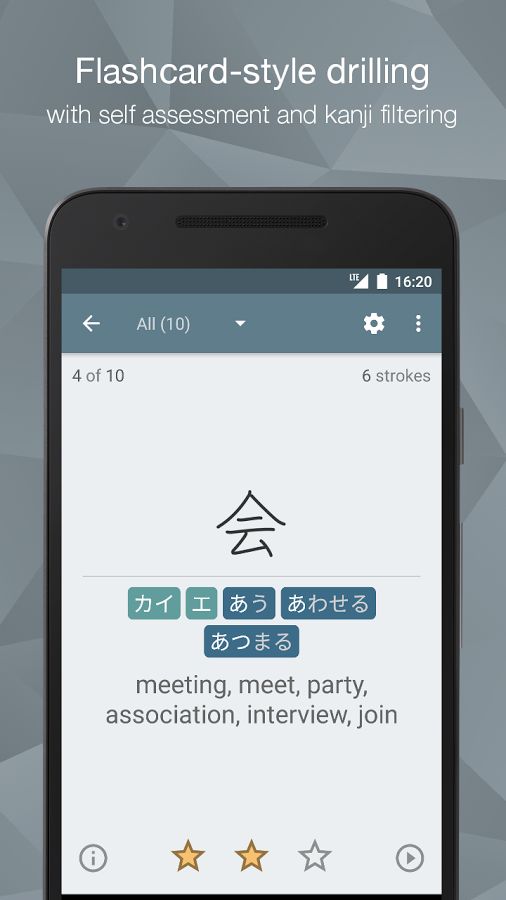 Flashcard-style drilling
with self assessment and kanji filtering
LTE 16:20
All (10)
4 of 10 6 strokes
会
カイ エ あう あわせる
あつまる
meeting, meet, party,
association, interview, join